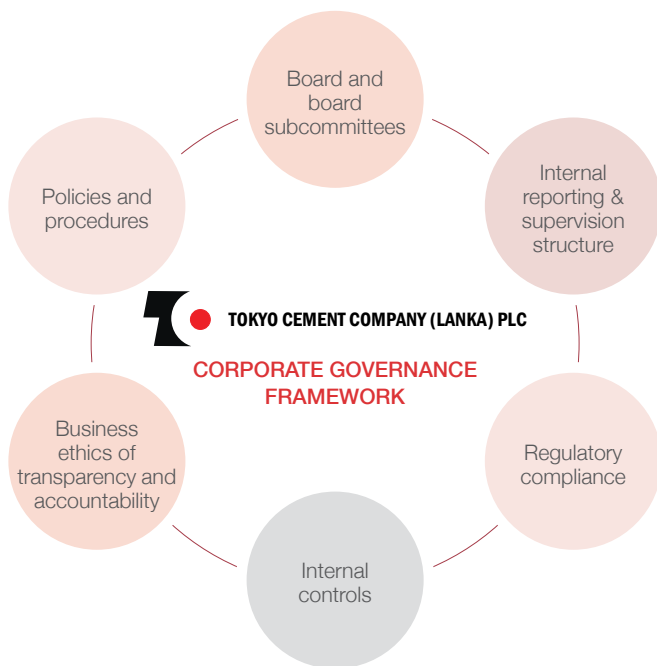 Board and
board
subcommittees
Internal
reporting &
supervision
structure
Regulatory
compliance
Internal
controls
Business
ethics of
transparency and
accountability
Policies and
procedures
TOKYO CEMENT COMPANY (LANKA) PLC
CORPORATE GOVERNANCE
FRAMEWORK